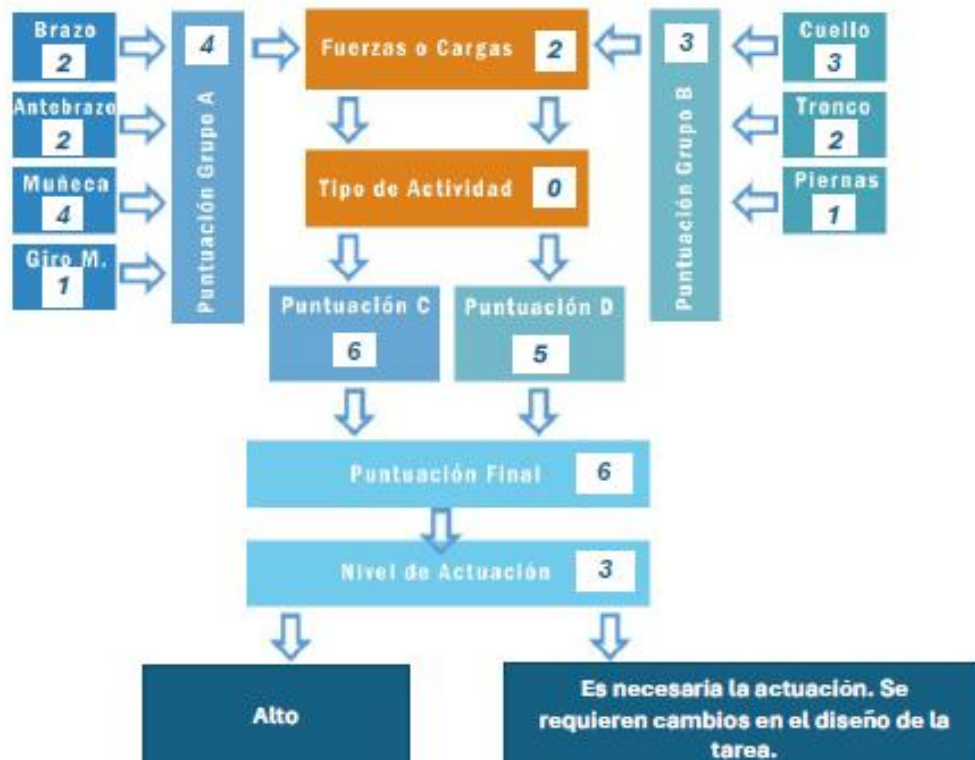 Brazo
2
Antebrazo
2
Muñeca
4
Giro M.
1
4
Puntuación Grupo A
Fuerzas o Cargas 2
Tipo de Actividad 0
3
Puntuación Grupo B
Cuello
3
Tronco
2
Piernas
1
Puntuación C
6
Puntuación D
5
Puntuación Final 6
Nivel de Actuación 3
Alto
Es necesaria la actuación. Se
requieren cambios en el diseño de la
tarea.